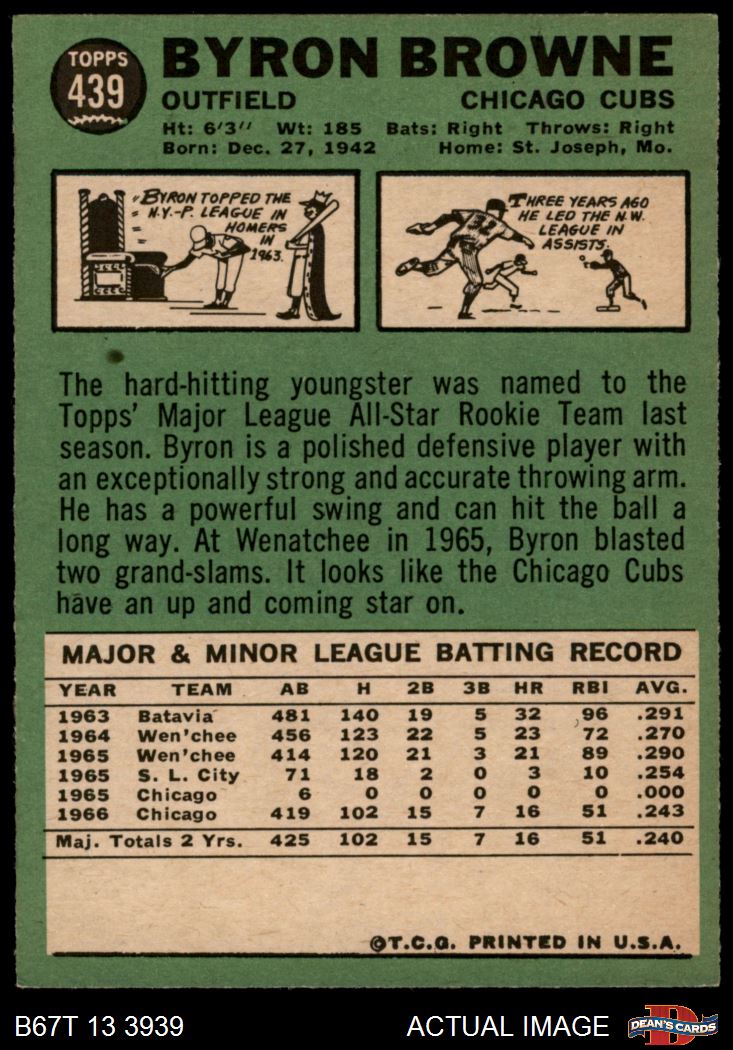 TOPPS
439
BYRON BROWNE
OUTFIELD CHICAGO CUBS
Ht: 6'3" Wt: 185 Bats: Right Throws: Right
Born: Dec. 27, 1942 Home: St. Joseph, Mo.
BYRON TOPPED THE
N.Y.-P. LEAGUE IN
HOMERS
IN
1963.
THREE YEARS AGO
HE LED THE N.W.
LEAGUE IN
ASSISTS.
The hard-hitting youngster was named to the
Topps' Major League All-Star Rookie Team last
season. Byron is a polished defensive player with
an exceptionally strong and accurate throwing arm.
He has a powerful swing and can hit the ball a
long way. At Wenatchee in 1965, Byron blasted
two grand-slams. It looks like the Chicago Cubs
have an up and coming star on.
MAJOR & MINOR LEAGUE BATTING RECORD
YEAR TEAM AB H 2B 3B HR RBI AVG.
1963 Batavia 481 140 19 5 32 96 .291
1964 Wen'chee 456 123 22 5 23 72 .270
1965 Wen'chee 414 120 21 3 21 89 .290
1965 S. L. City 71 18 2 0 3 10 .254
1965 Chicago 6 0 0 0 0 0 .000
1966 Chicago 419 102 15 7 16 51 .243
Maj. Totals 2 Yrs. 425 102 15 7 16 51 .240
©T.C.G. PRINTED IN U.S.A.
B67T 13 3939 ACTUAL IMAGE
D
DEAN'S CARDS